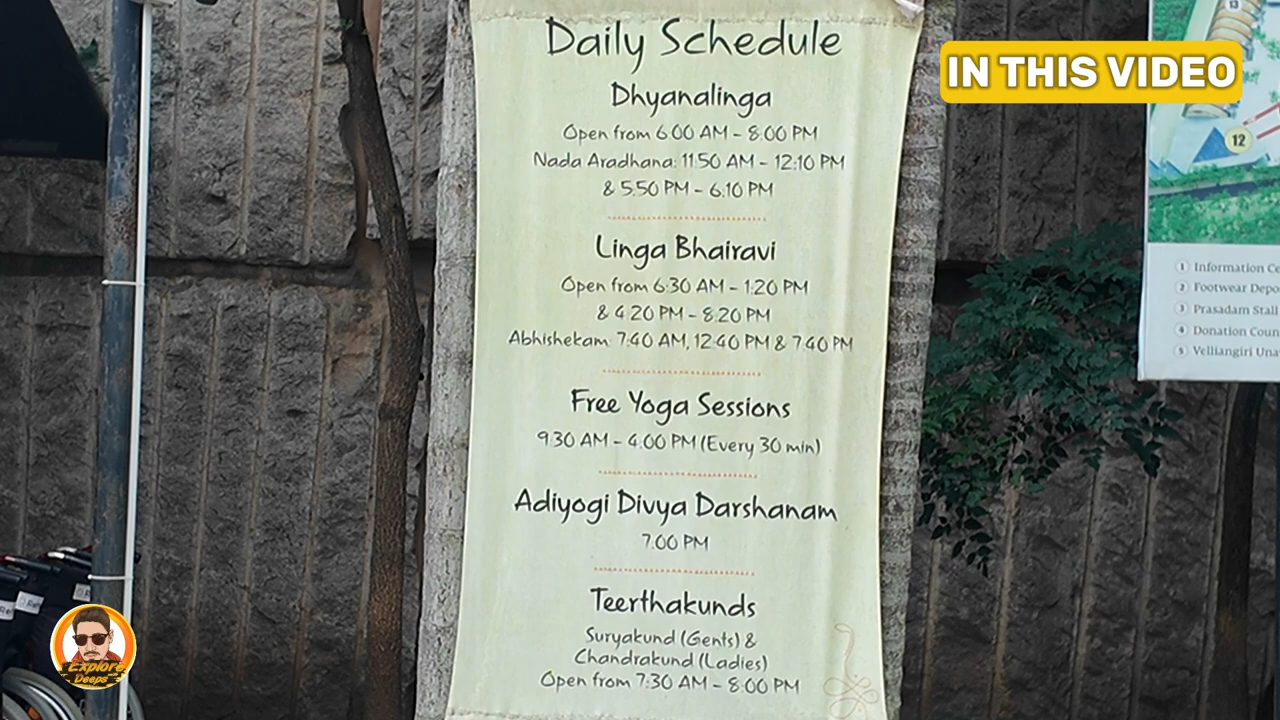 Daily Schedule
Dhyanalinga
Open from 6.00 AM - 8.00 PM
Nada Aradhana: 11.50 AM - 12:10 PM
& 5.50 PM - 6.10 PM
Linga Bhairavi
Open from 6.30 AM - 1.20 PM
& 4.20 PM - 8.20 PM
Abhishekam: 7.40 AM, 12.40 PM & 7.40 PM
Free Yoga Sessions
9.30 AM - 4.00 PM (Every 30 min)
Adiyogi Divya Darshanam
7.00 PM
Teerthakunds
Suryakund (Gents) &
Chandrakund (Ladies)
Open from 7.30 AM - 8.00 PM
IN THIS VIDEO
13
12
1 Information Ce
2 Footwear Depo
3 Prasadam Stall
4 Donation Coun
5 Velliangiri Una
Explore
Deeps